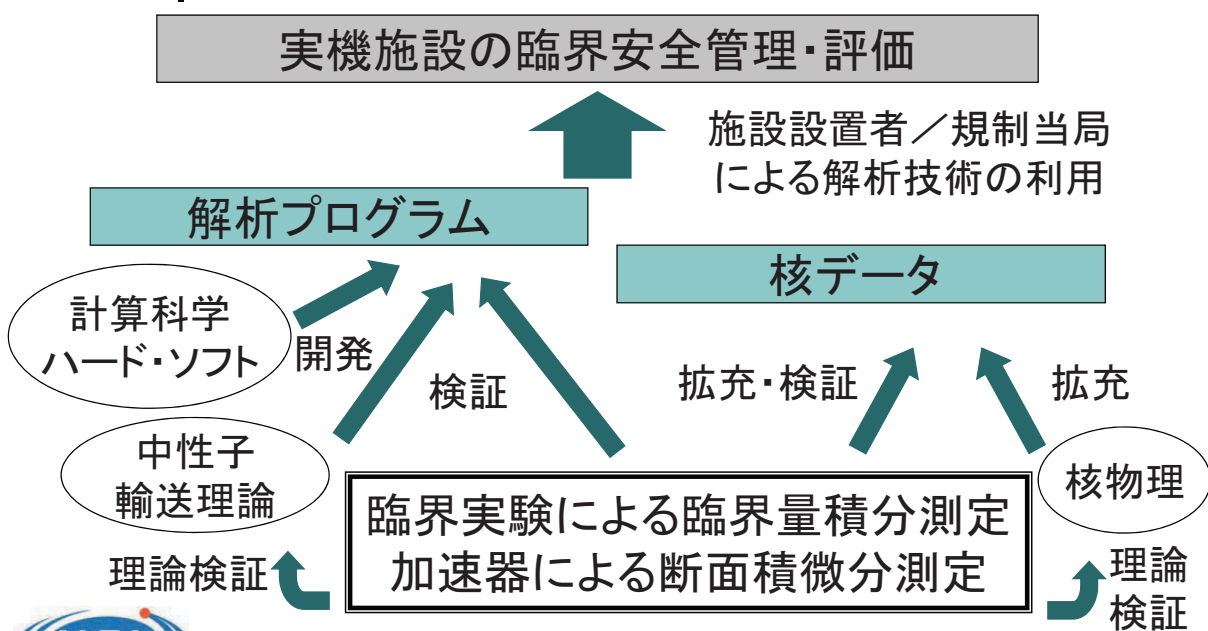 実機施設の臨界安全管理・評価
施設設置者／規制当局
による解析技術の利用
解析プログラム
核データ
計算科学
ハード・ソフト
開発
検証
拡充・検証
拡充
中性子
輸送理論
核物理
臨界実験による臨界量積分測定
加速器による断面積微分測定
理論検証
理論
検証